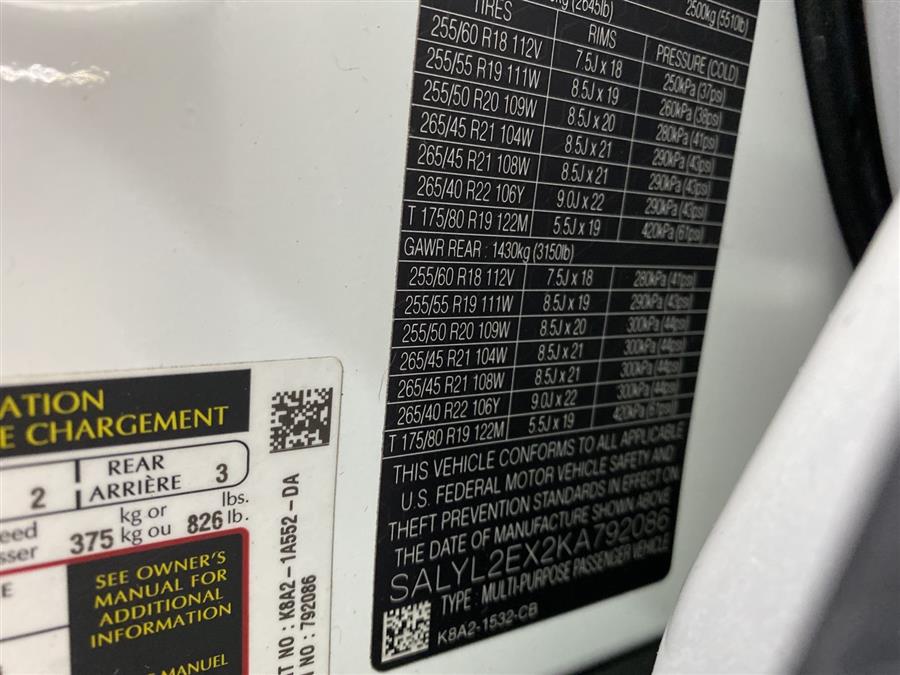 (2645lb) 2500kg (5510lb)
TIRES RIMS PRESSURE (COLD)
255/60 R18 112V 7.5J x 18 250kPa (37psi)
255/55 R19 111W 8.5J x 19 260kPa (38psi)
255/50 R20 109W 8.5J x 20 280kPa (41psi)
265/45 R21 104W 8.5J x 21 290kPa (43psi)
265/45 R21 108W 8.5J x 21 290kPa (43psi)
265/40 R22 106Y 9.0J x 22 290kPa (43psi)
T 175/80 R19 122M 5.5J x 19 420kPa (61psi)
GAWR REAR : 1430kg (3150lb)
255/60 R18 112V 7.5J x 18 280kPa (41psi)
255/55 R19 111W 8.5J x 19 290kPa (43psi)
255/50 R20 109W 8.5J x 20 300kPa (44psi)
265/45 R21 104W 8.5J x 21 300kPa (44psi)
265/45 R21 108W 8.5J x 21 300kPa (44psi)
265/40 R22 106Y 9.0J x 22 300kPa (44psi)
T 175/80 R19 122M 5.5J x 19 420kPa (61psi)
THIS VEHICLE CONFORMS TO ALL APPLICABLE
U.S. FEDERAL MOTOR VEHICLE SAFETY AND
THEFT PREVENTION STANDARDS IN EFFECT ON
THE DATE OF MANUFACTURE SHOWN ABOVE
SALYL2EX2KA792086
TYPE : MULTI-PURPOSE PASSENGER VEHICLE
K8A2-1532-CB
ATION
E CHARGEMENT
2 REAR
ARRIÈRE 3
eed
sser 375 kg or
kg ou 826 lbs.
lb.
SEE OWNER'S
MANUAL FOR
ADDITIONAL
INFORMATION
MANUEL
NO : K8A2-1A552-DA
NO : 792086